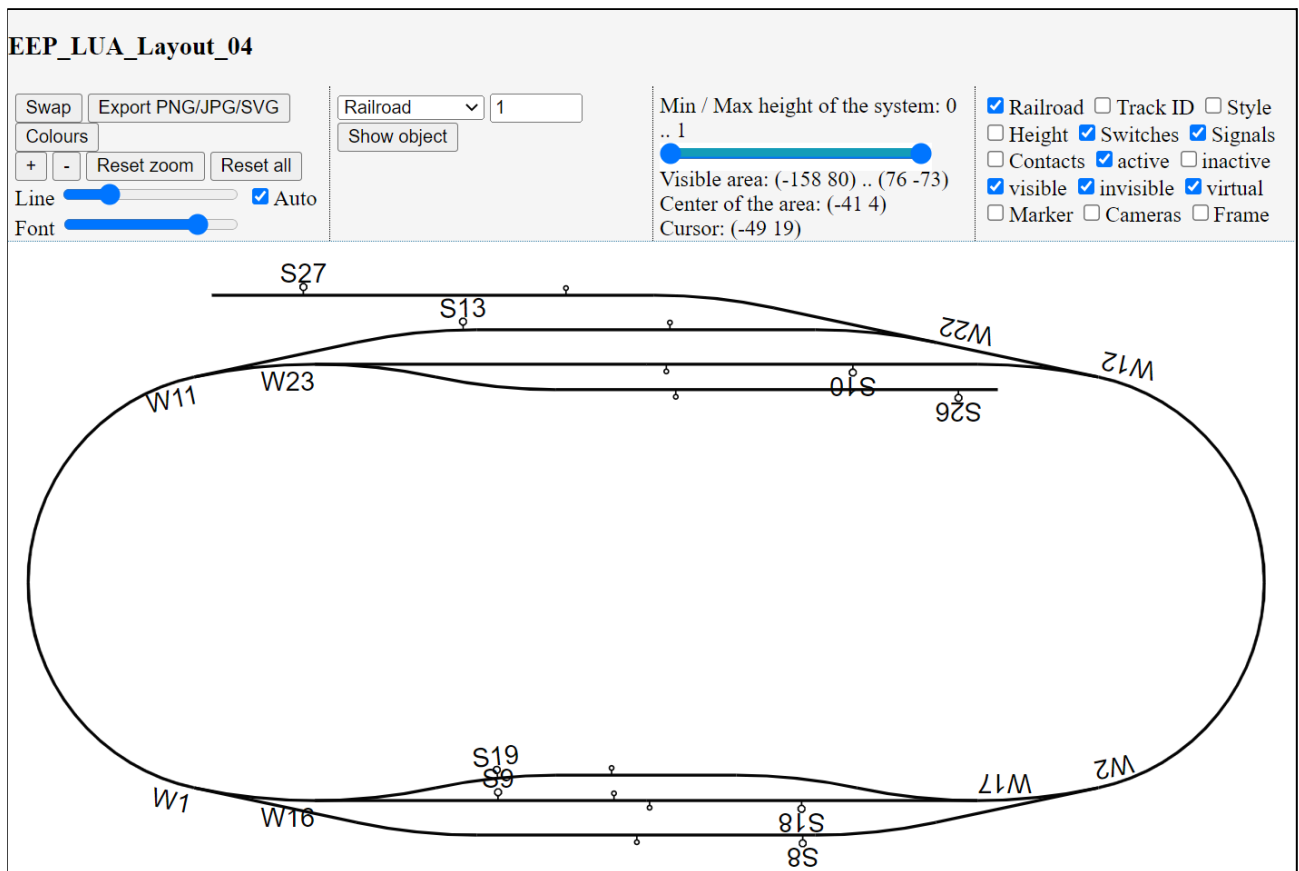 EEP_LUA_Layout_04
Swap Export PNG/JPG/SVG
Colours
+ - Reset zoom Reset all
Line Auto
Font
Railroad 1
Show object
Min / Max height of the system: 0
.. 1
Visible area: (-158 80) .. (76 -73)
Center of the area: (-41 4)
Cursor: (-49 19)
Railroad Track ID Style
Height Switches Signals
Contacts active inactive
visible invisible virtual
Marker Cameras Frame
S27
S13
W22
W12
W11
W23
S10
S26
S19
S9
W1
W16
W17
W2
S18
S8